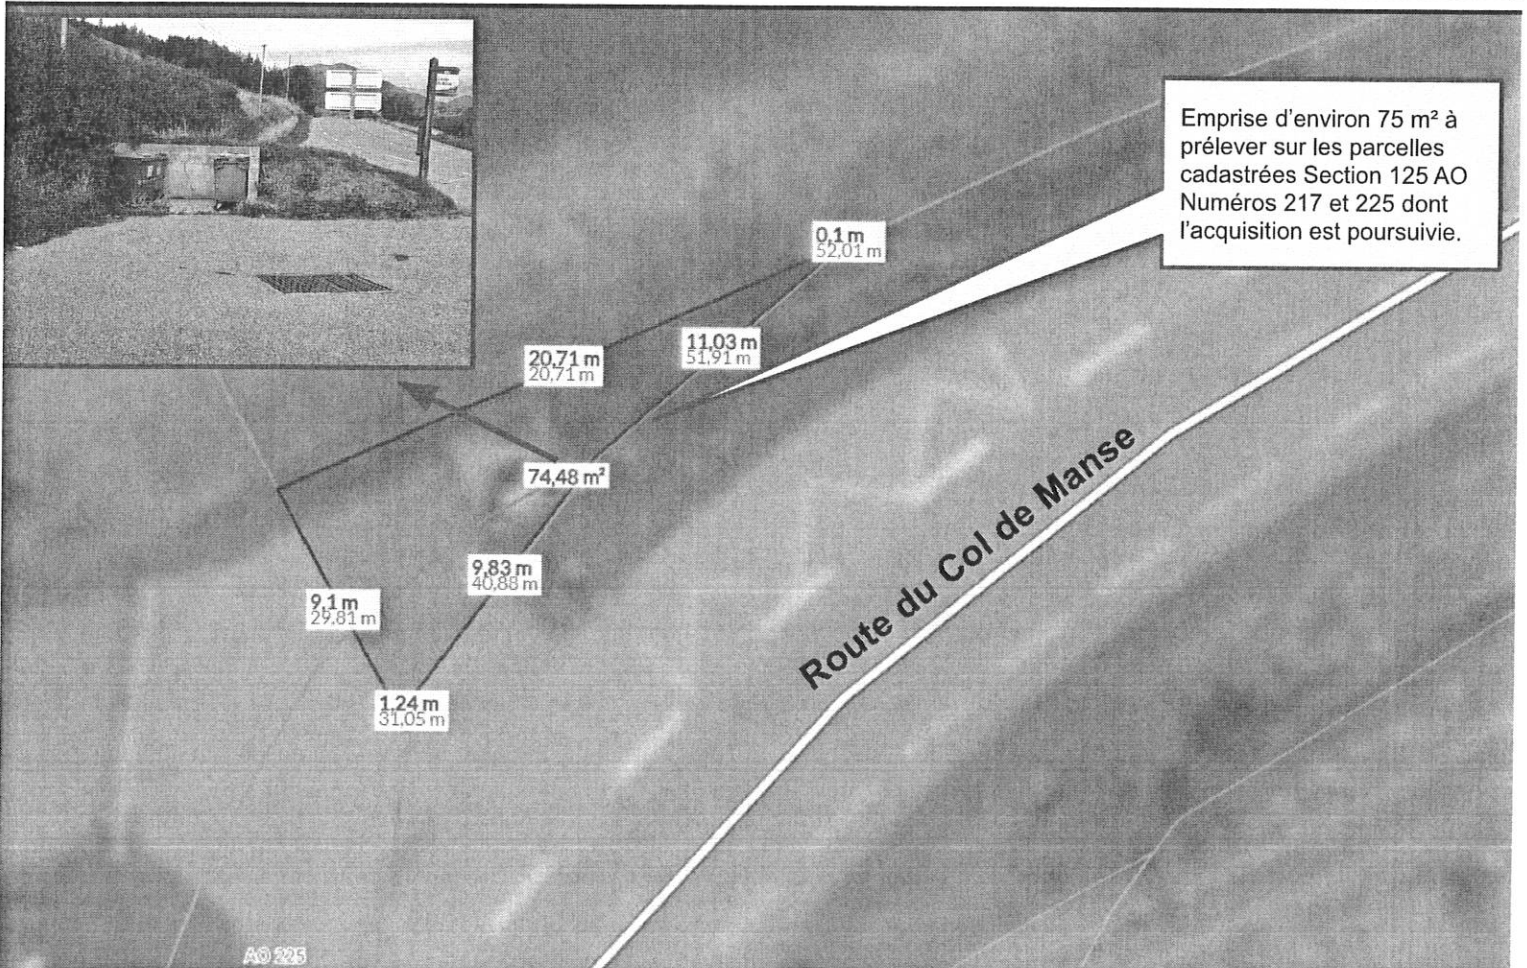 Emprise d'environ 75 m² à
prélever sur les parcelles
cadastrées Section 125 AO
Numéros 217 et 225 dont
l'acquisition est poursuivie.
0,1 m
52,01 m
11,03 m
51,91 m
20,71 m
20,71 m
74,48 m²
9,83 m
40,88 m
9,1 m
29,81 m
1,24 m
31,05 m
Route du Col de Manse
AO 225